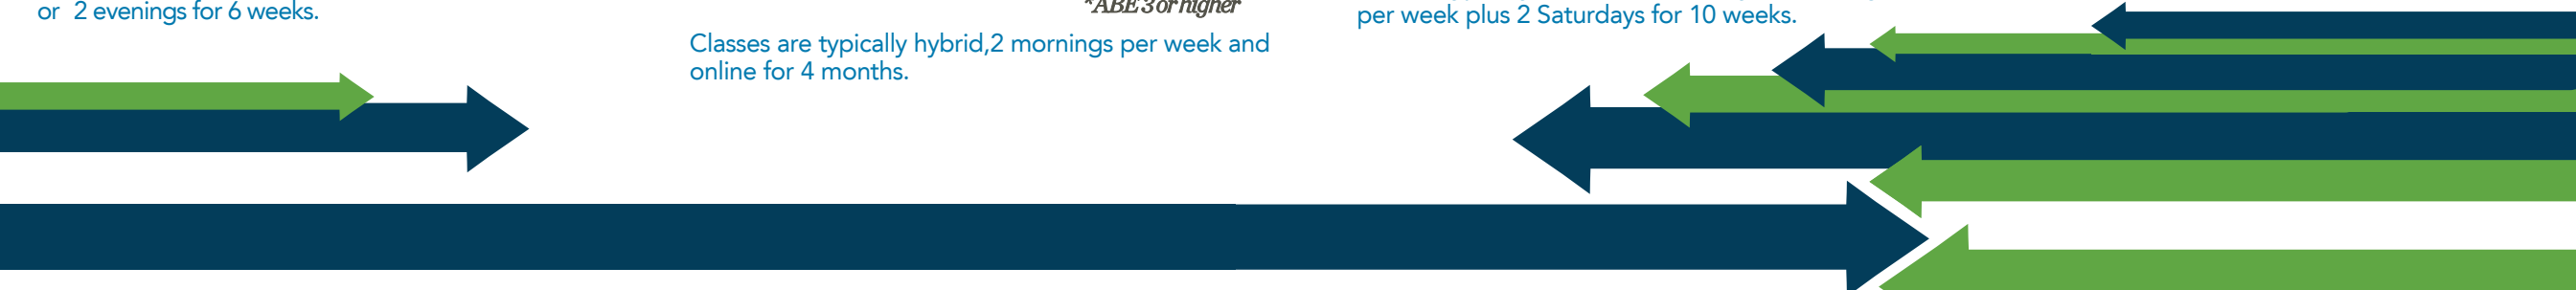 or 2 evenings for 6 weeks.
*ABE 3 or higher
Classes are typically hybrid,2 mornings per week and
online for 4 months.
per week plus 2 Saturdays for 10 weeks.